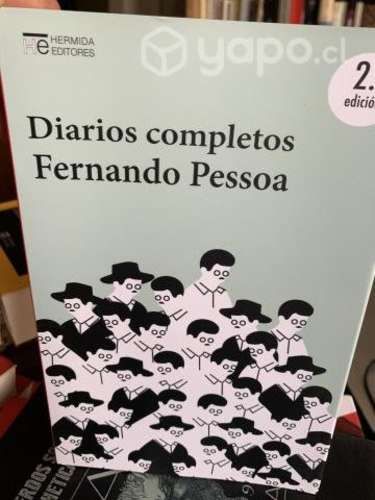 HERMIDA
EDITORES
yapo.cl
2.
edición
Diarios completos
Fernando Pessoa